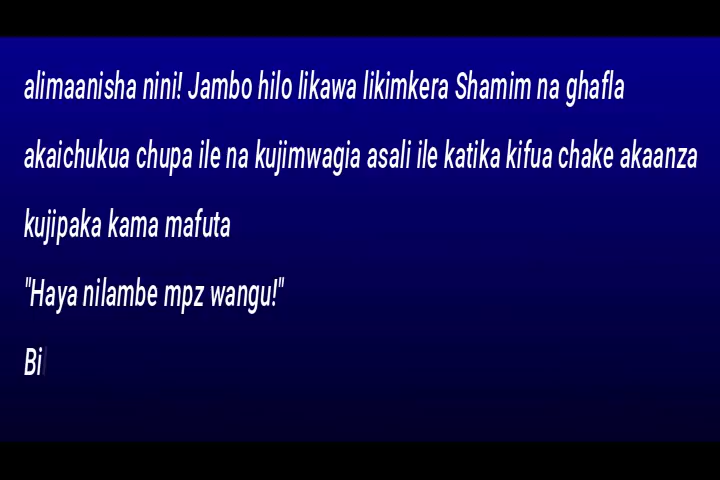 alimaanisha nini! Jambo hilo likawa likimkera Shamim na ghafla
akaichukua chupa ile na kujimwagia asali ile katika kifua chake akaanza
kujipaka kama mafuta
"Haya nilambe mpz wangu!"
Bi